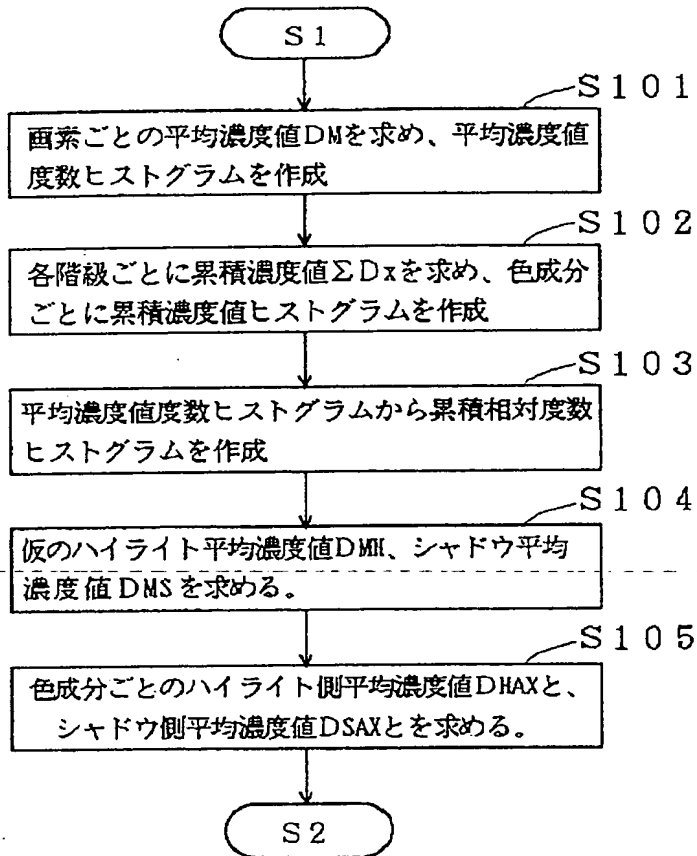 S1
S101
画素ごとの平均濃度値DMを求め、平均濃度値
度数ヒストグラムを作成
S102
各階級ごとに累積濃度値ΣDxを求め、色成分
ごとに累積濃度値ヒストグラムを作成
S103
平均濃度値度数ヒストグラムから累積相対度数
ヒストグラムを作成
S104
仮のハイライト平均濃度値DMH、シャドウ平均
濃度値DMSを求める。
S105
色成分ごとのハイライト側平均濃度値DHAXと、
シャドウ側平均濃度値DSAXとを求める。
S2